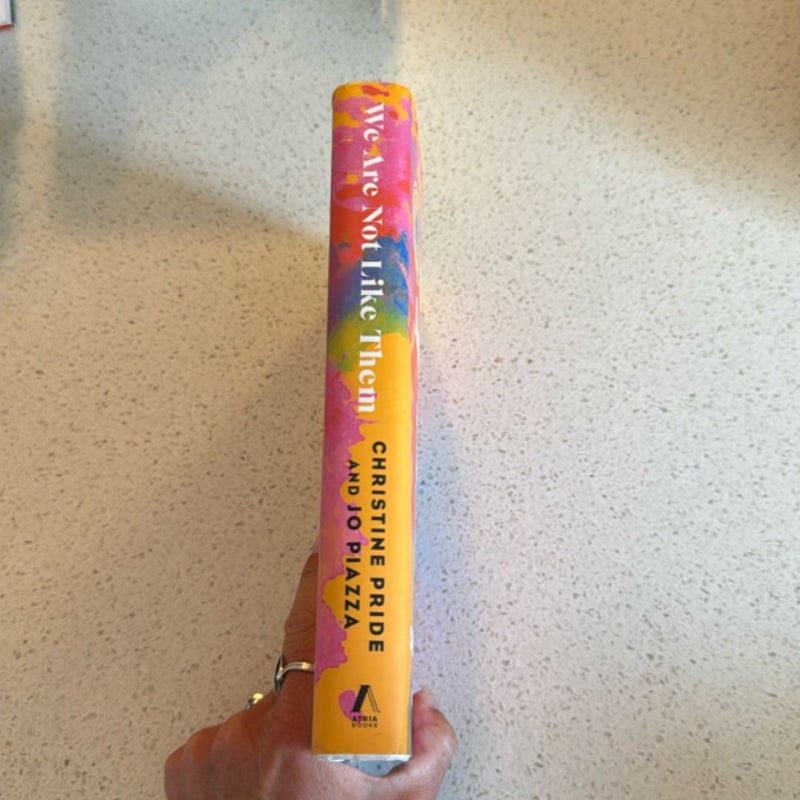 We Are Not Like Them
CHRISTINE PRIDE
AND JO PIAZZA
ATRIA
BOOKS